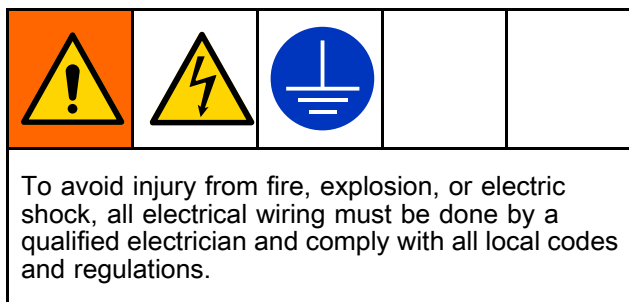 To avoid injury from fire, explosion, or electric
shock, all electrical wiring must be done by a
qualified electrician and comply with all local codes
and regulations.